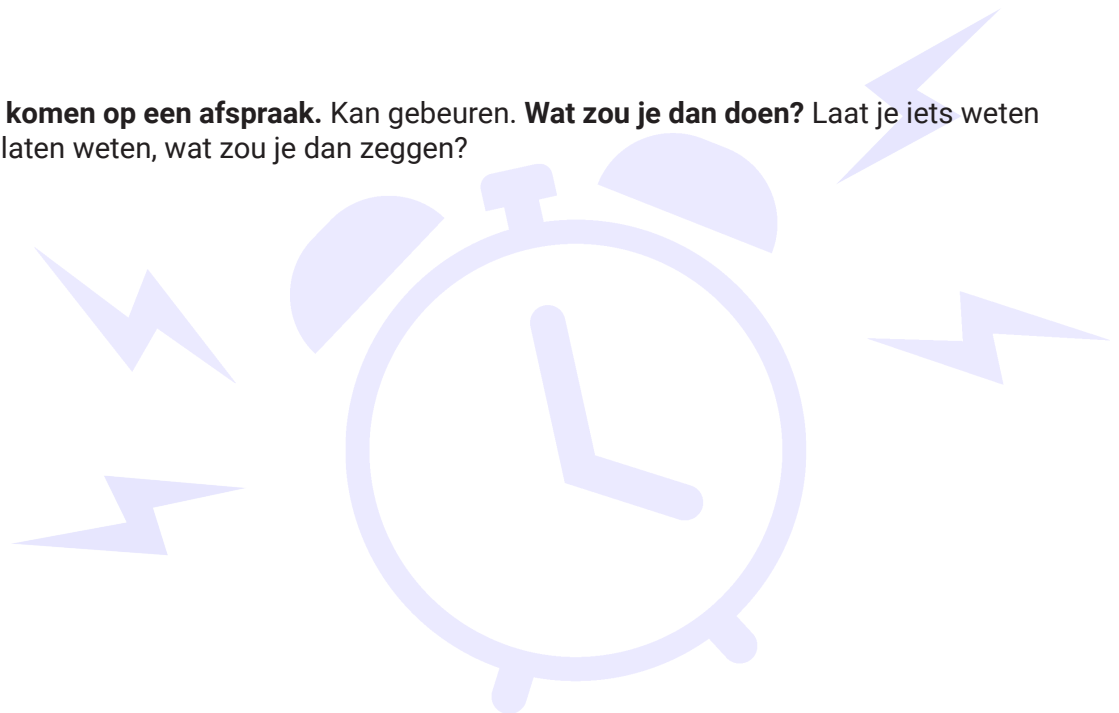 komen op een afspraak. Kan gebeuren. Wat zou je dan doen? Laat je iets weten
laten weten, wat zou je dan zeggen?